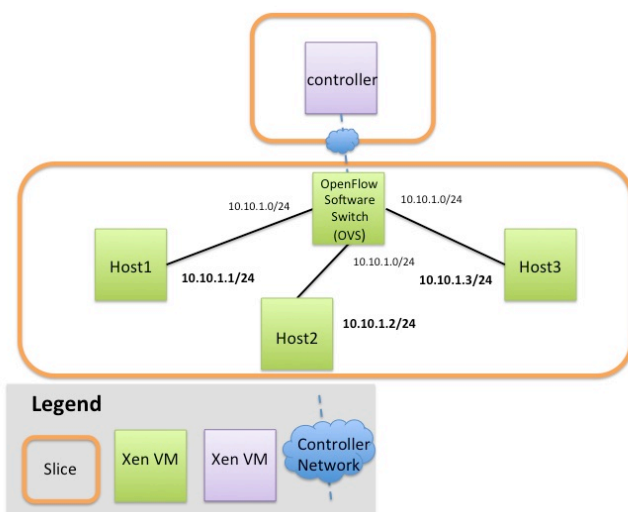 controller
OpenFlow
Software
Switch
(OVS)
10.10.1.0/24
10.10.1.0/24
10.10.1.0/24
Host1
10.10.1.1/24
Host2
10.10.1.2/24
10.10.1.3/24
Host3
Legend
Slice
Xen VM
Xen VM
Controller
Network